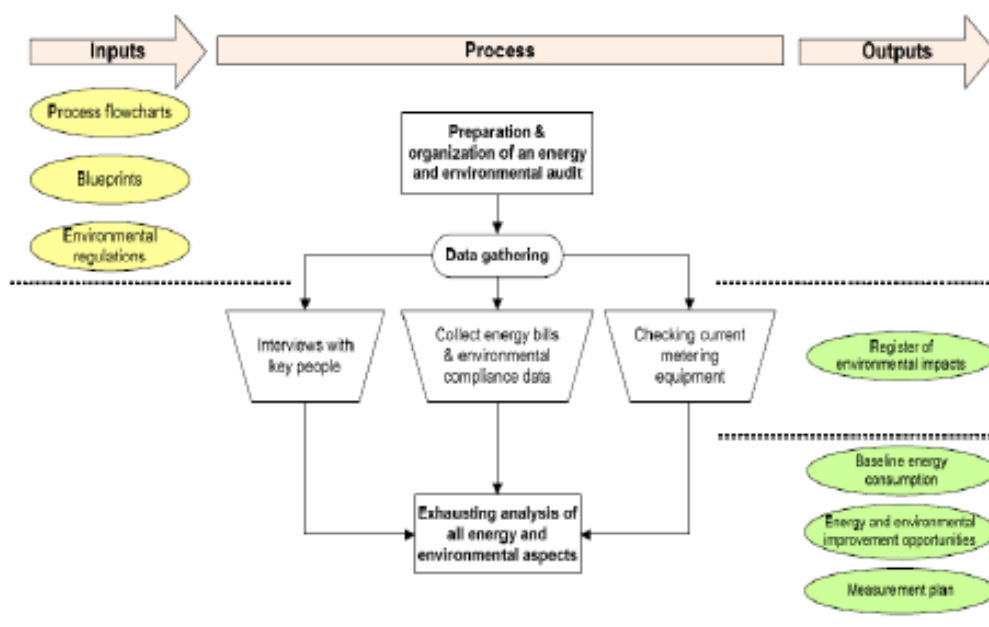 Inputs
Process
Outputs
Process flowcharts
Blueprints
Environmental
regulations
Preparation &
organization of an energy
and environmental audit
Data gathering
Interviews with
key people
Collect energy bills
& environmental
compliance data
Checking current
metering
equipment
Register of
environmental impacts
Exhausting analysis of
all energy and
environmental aspects
Baseline energy
consumption
Energy and environmental
improvement opportunities
Measurement plan